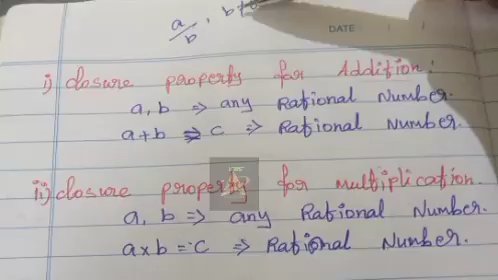 a/b, b≠0
DATE
i) closure property for Addition:
a, b ⇒ any Rational Number.
a+b ⇒ c ⇒ Rational Number.
ii) closure property for multiplication.
a, b ⇒ any Rational Number.
a×b = c ⇒ Rational Number.